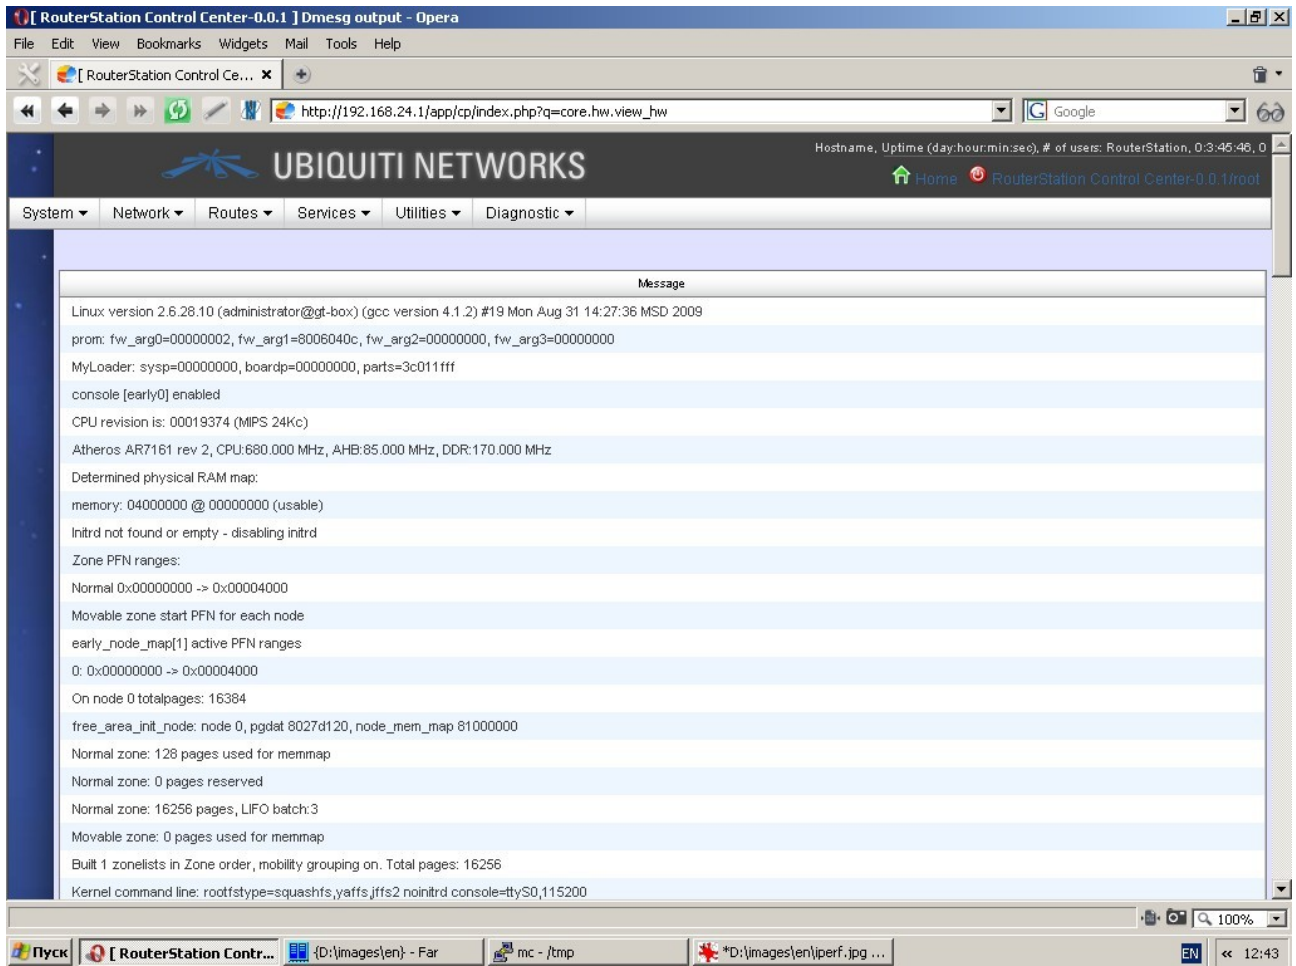 [ RouterStation Control Center-0.0.1 ] Dmesg output - Opera
File Edit View Bookmarks Widgets Mail Tools Help
[ RouterStation Control Ce...
http://192.168.24.1/app/cp/index.php?q=core.hw.view_hw
G Google
UBIQUITI NETWORKS
Hostname, Uptime (day:hour:min:sec), # of users: RouterStation, 0:3:45:46, 0
Home RouterStation Control Center-0.0.1/root
System Network Routes Services Utilities Diagnostic
Message
Linux version 2.6.28.10 (administrator@gt-box) (gcc version 4.1.2) #19 Mon Aug 31 14:27:36 MSD 2009
prom: fw_arg0=00000002, fw_arg1=8006040c, fw_arg2=00000000, fw_arg3=00000000
MyLoader: sysp=00000000, boardp=00000000, parts=3c011fff
console [early0] enabled
CPU revision is: 00019374 (MIPS 24Kc)
Atheros AR7161 rev 2, CPU:680.000 MHz, AHB:85.000 MHz, DDR:170.000 MHz
Determined physical RAM map:
memory: 04000000 @ 00000000 (usable)
Initrd not found or empty - disabling initrd
Zone PFN ranges:
Normal 0x00000000 -> 0x00004000
Movable zone start PFN for each node
early_node_map[1] active PFN ranges
0: 0x00000000 -> 0x00004000
On node 0 totalpages: 16384
free_area_init_node: node 0, pgdat 8027d120, node_mem_map 81000000
Normal zone: 128 pages used for memmap
Normal zone: 0 pages reserved
Normal zone: 16256 pages, LIFO batch:3
Movable zone: 0 pages used for memmap
Built 1 zonelists in Zone order, mobility grouping on. Total pages: 16256
Kernel command line: rootfstype=squashfs,yaffs,jffs2 noinitrd console=ttyS0,115200
100%
Пуск [ RouterStation Contr... {D:\images\en} - Far mc - /tmp *D:\images\en\iperf.jpg ... EN « 12:43